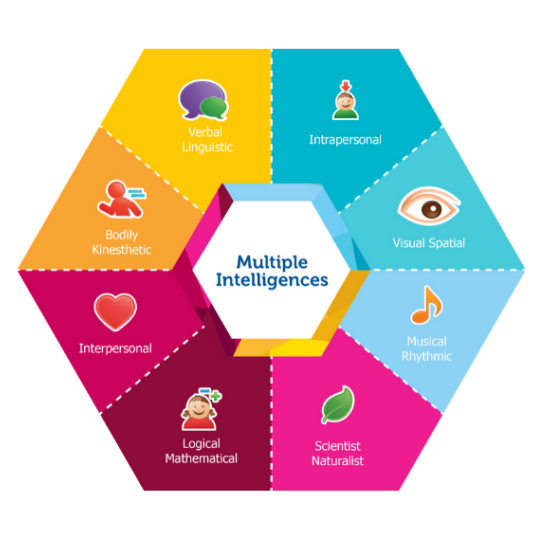 Verbal
Linguistic
Intrapersonal
Bodily
Kinesthetic
Visual Spatial
Multiple
Intelligences
Interpersonal
Musical
Rhythmic
Logical
Mathematical
Scientist
Naturalist